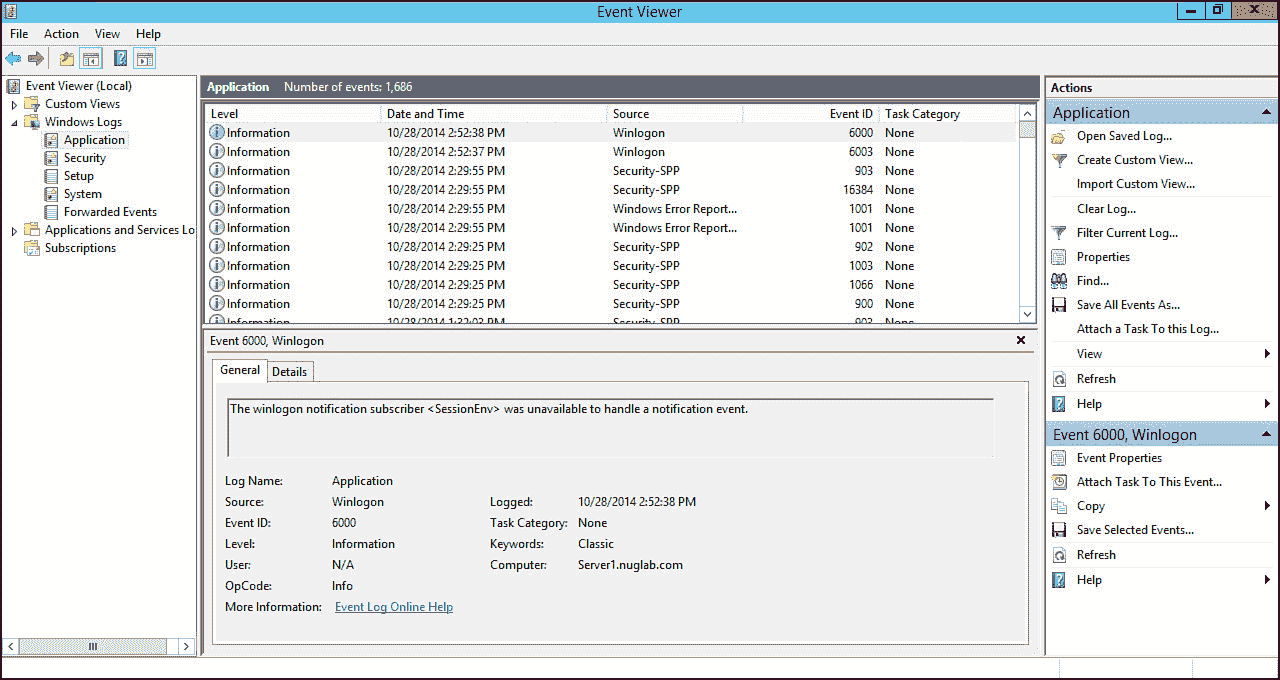 Event Viewer
File Action View Help
Event Viewer (Local)
Custom Views
Windows Logs
Application
Security
Setup
System
Forwarded Events
Applications and Services Lo
Subscriptions
Application Number of events: 1,686
Level Date and Time Source Event ID Task Category
Information 10/28/2014 2:52:38 PM Winlogon 6000 None
Information 10/28/2014 2:52:37 PM Winlogon 6003 None
Information 10/28/2014 2:29:55 PM Security-SPP 903 None
Information 10/28/2014 2:29:55 PM Security-SPP 16384 None
Information 10/28/2014 2:29:55 PM Windows Error Report... 1001 None
Information 10/28/2014 2:29:55 PM Windows Error Report... 1001 None
Information 10/28/2014 2:29:25 PM Security-SPP 902 None
Information 10/28/2014 2:29:25 PM Security-SPP 1003 None
Information 10/28/2014 2:29:25 PM Security-SPP 1066 None
Information 10/28/2014 2:29:25 PM Security-SPP 900 None
Information 10/28/2014 1:32:03 PM Security-SPP 903 None
Event 6000, Winlogon
General Details
The winlogon notification subscriber <SessionEnv> was unavailable to handle a notification event.
Log Name: Application
Source: Winlogon Logged: 10/28/2014 2:52:38 PM
Event ID: 6000 Task Category: None
Level: Information Keywords: Classic
User: N/A Computer: Server1.nuglab.com
OpCode: Info
More Information: Event Log Online Help
Actions
Application
Open Saved Log...
Create Custom View...
Import Custom View...
Clear Log...
Filter Current Log...
Properties
Find...
Save All Events As...
Attach a Task To this Log...
View
Refresh
Help
Event 6000, Winlogon
Event Properties
Attach Task To This Event...
Copy
Save Selected Events...
Refresh
Help